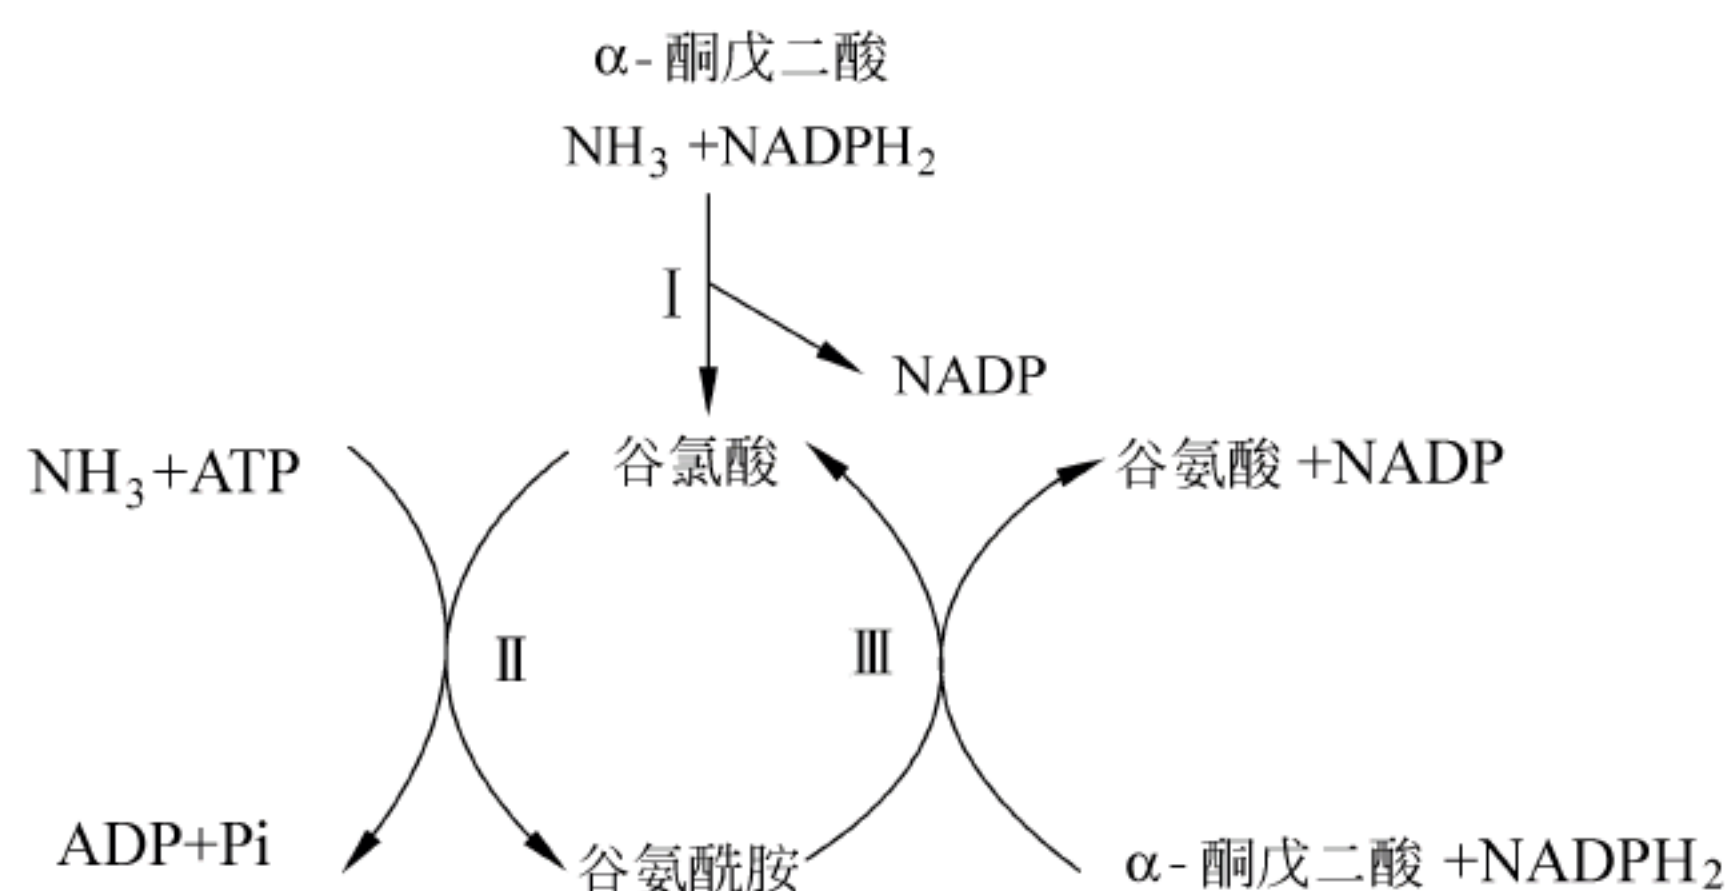 α-酮戊二酸
NH₃ +NADPH₂
Ⅰ
NADP
NH₃+ATP
谷氯酸
谷氨酸 +NADP
Ⅱ
Ⅲ
ADP+Pi
谷氨酰胺
α-酮戊二酸 +NADPH₂